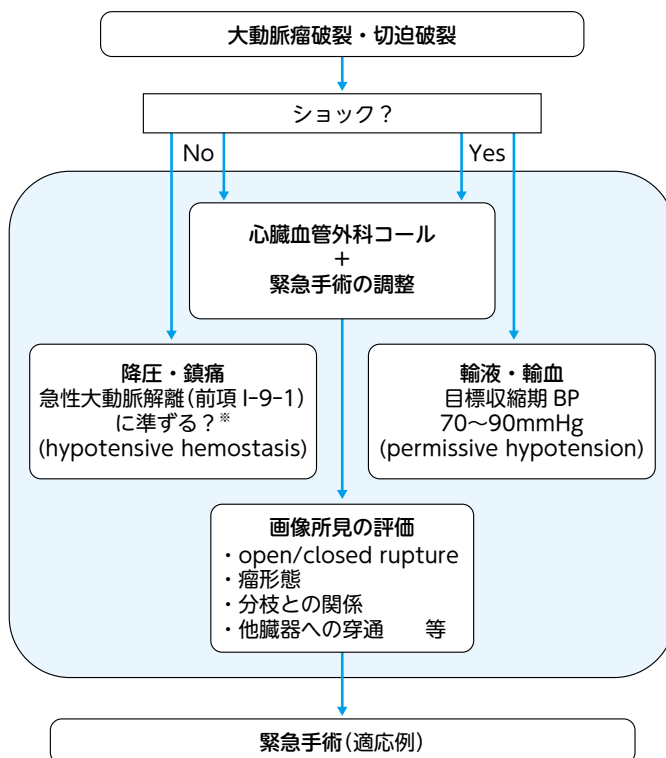 大動脈瘤破裂・切迫破裂
ショック？
No
Yes
心臓血管外科コール
+
緊急手術の調整
降圧・鎮痛
急性大動脈解離(前項 I-9-1)
に準ずる？※
(hypotensive hemostasis)
輸液・輸血
目標収縮期 BP
70〜90mmHg
(permissive hypotension)
画像所見の評価
・open/closed rupture
・瘤形態
・分枝との関係
・他臓器への穿通　等
緊急手術(適応例)